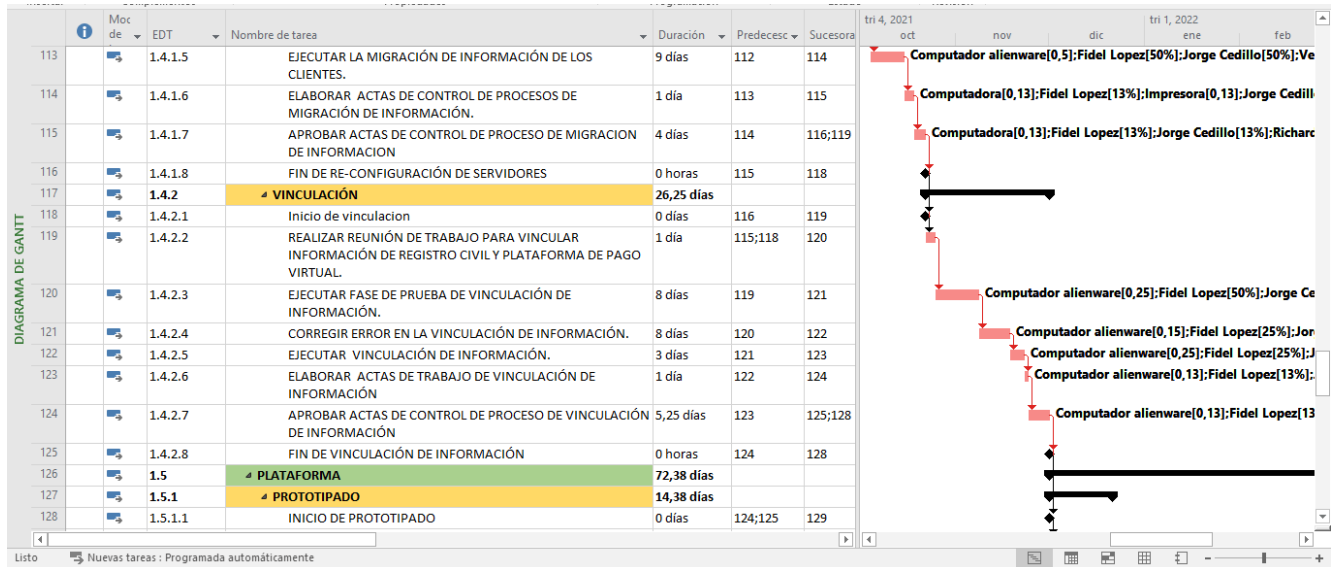 tri 4, 2021 tri 1, 2022
Moc de EDT Nombre de tarea Duración Predecesc Sucesora oct nov dic ene feb
113 1.4.1.5 EJECUTAR LA MIGRACIÓN DE INFORMACIÓN DE LOS CLIENTES. 9 días 112 114 Computador alienware[0,5];Fidel Lopez[50%];Jorge Cedillo[50%];Ve
114 1.4.1.6 ELABORAR ACTAS DE CONTROL DE PROCESOS DE MIGRACIÓN DE INFORMACIÓN. 1 día 113 115 Computadora[0,13];Fidel Lopez[13%];Impresora[0,13];Jorge Cedill
115 1.4.1.7 APROBAR ACTAS DE CONTROL DE PROCESO DE MIGRACION DE INFORMACION 4 días 114 116;119 Computadora[0,13];Fidel Lopez[13%];Jorge Cedillo[13%];Richard
116 1.4.1.8 FIN DE RE-CONFIGURACIÓN DE SERVIDORES 0 horas 115 118
117 1.4.2 VINCULACIÓN 26,25 días
118 1.4.2.1 Inicio de vinculacion 0 días 116 119
119 1.4.2.2 REALIZAR REUNIÓN DE TRABAJO PARA VINCULAR INFORMACIÓN DE REGISTRO CIVIL Y PLATAFORMA DE PAGO VIRTUAL. 1 día 115;118 120
120 1.4.2.3 EJECUTAR FASE DE PRUEBA DE VINCULACIÓN DE INFORMACIÓN. 8 días 119 121 Computador alienware[0,25];Fidel Lopez[50%];Jorge Ce
121 1.4.2.4 CORREGIR ERROR EN LA VINCULACIÓN DE INFORMACIÓN. 8 días 120 122 Computador alienware[0,15];Fidel Lopez[25%];Jor
122 1.4.2.5 EJECUTAR VINCULACIÓN DE INFORMACIÓN. 3 días 121 123 Computador alienware[0,25];Fidel Lopez[25%];J
123 1.4.2.6 ELABORAR ACTAS DE TRABAJO DE VINCULACIÓN DE INFORMACIÓN 1 día 122 124 Computador alienware[0,13];Fidel Lopez[13%];
124 1.4.2.7 APROBAR ACTAS DE CONTROL DE PROCESO DE VINCULACIÓN DE INFORMACIÓN 5,25 días 123 125;128 Computador alienware[0,13];Fidel Lopez[13
125 1.4.2.8 FIN DE VINCULACIÓN DE INFORMACIÓN 0 horas 124 128
126 1.5 PLATAFORMA 72,38 días
127 1.5.1 PROTOTIPADO 14,38 días
128 1.5.1.1 INICIO DE PROTOTIPADO 0 días 124;125 129
DIAGRAMA DE GANTT
Listo Nuevas tareas : Programada automáticamente